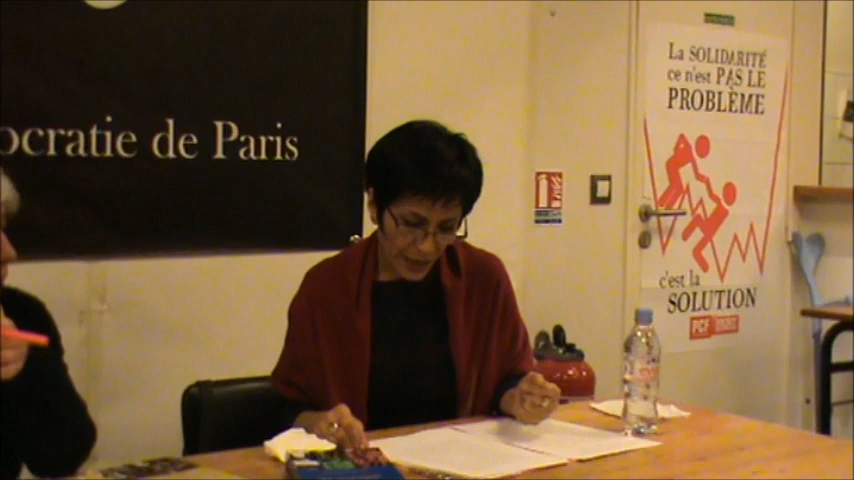 ocratie de Paris
La SOLIDARITÉ
ce n'est PAS LE
PROBLÈME
c'est la
SOLUTION
PCF